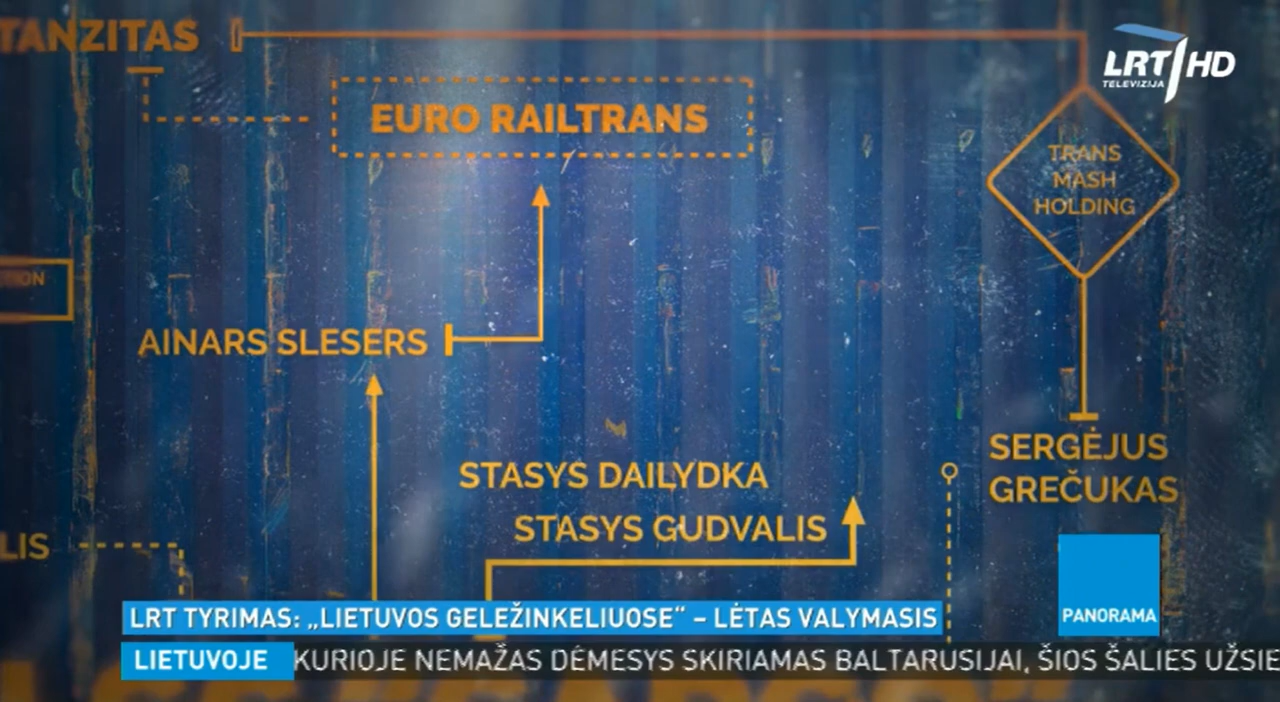 TANZITAS
LRT HD
TELEVIZIJA
EURO RAILTRANS
TRANS
MASH
HOLDING
AINARS SLESERS
SERGĖJUS
GREČUKAS
STASYS DAILYDKA
STASYS GUDVALIS
LIS
PANORAMA
LRT TYRIMAS: „LIETUVOS GELEŽINKELIUOSE“ – LĖTAS VALYMASIS
LIETUVOJE KURIOJE NEMAŽAS DĖMESYS SKIRIAMAS BALTARUSIJAI, ŠIOS ŠALIES UŽSIE